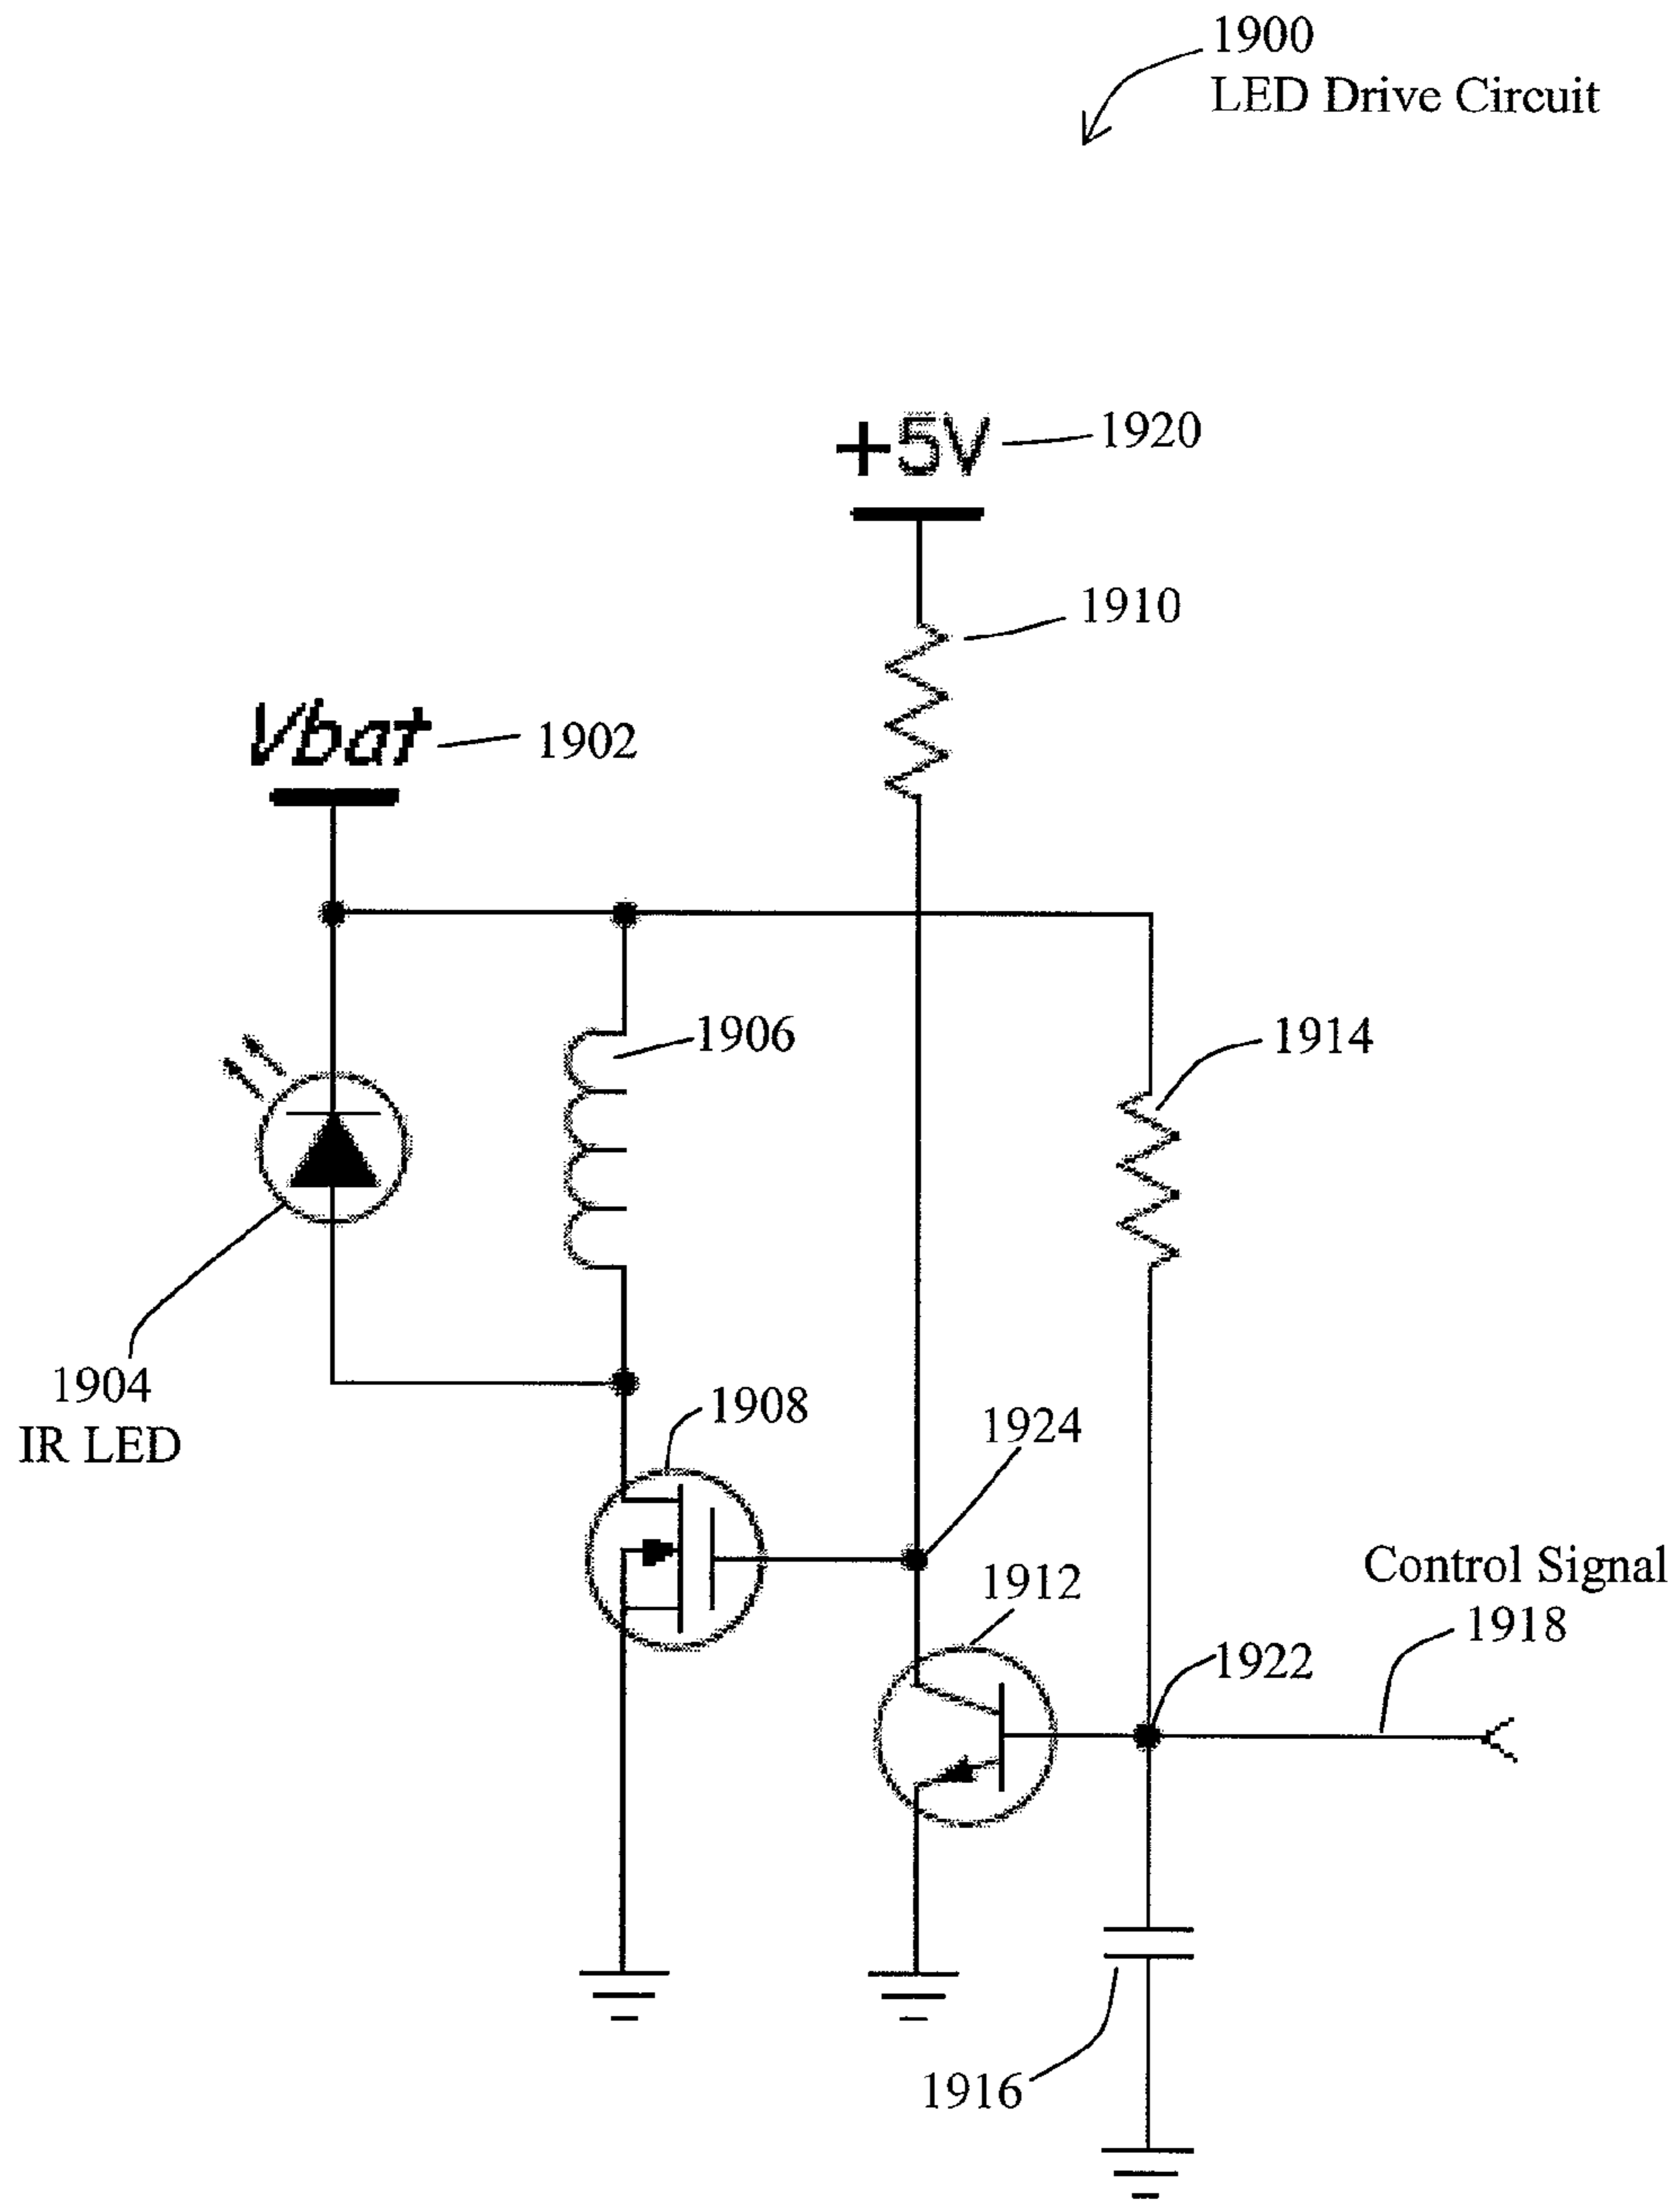 1900
LED Drive Circuit
+5V
1920
1910
Vbat
1902
1906
1914
1904
IR LED
1908
1924
1912
Control Signal
1918
1922
1916